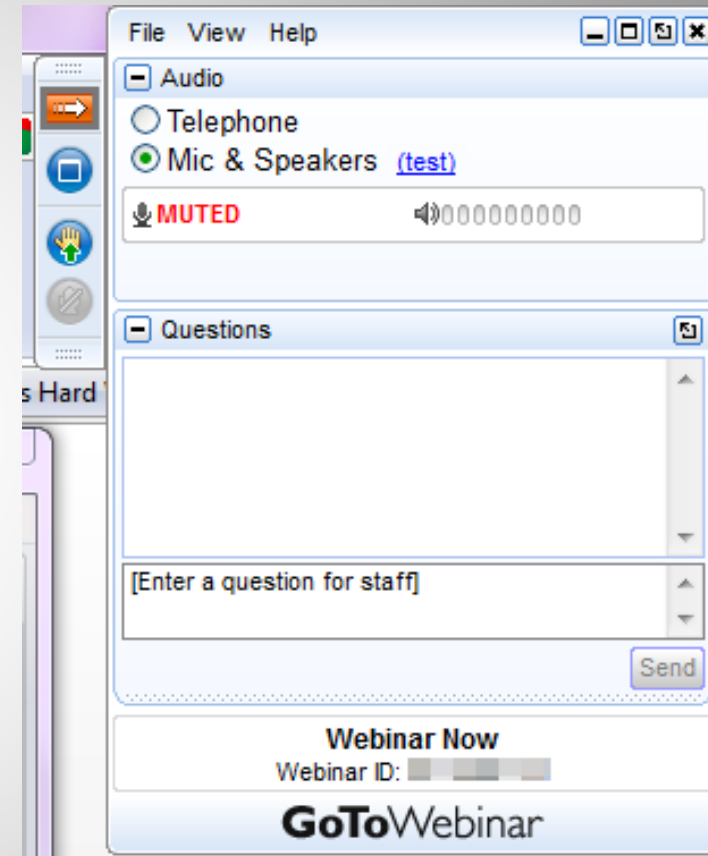 File View Help
Audio
Telephone
Mic & Speakers (test)
MUTED
Questions
s Hard
[Enter a question for staff]
Send
Webinar Now
Webinar ID:
GoToWebinar